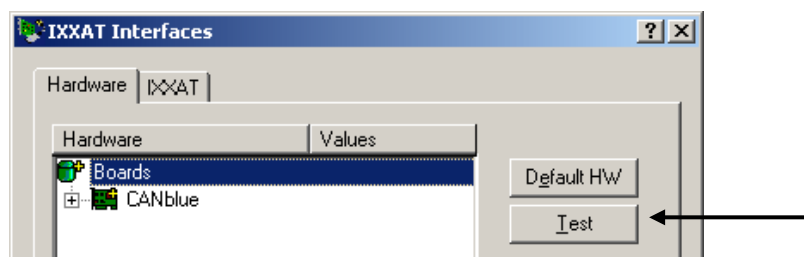 IXXAT Interfaces
Hardware IXXAT
Hardware Values
Boards
Default HW
CANblue
Test